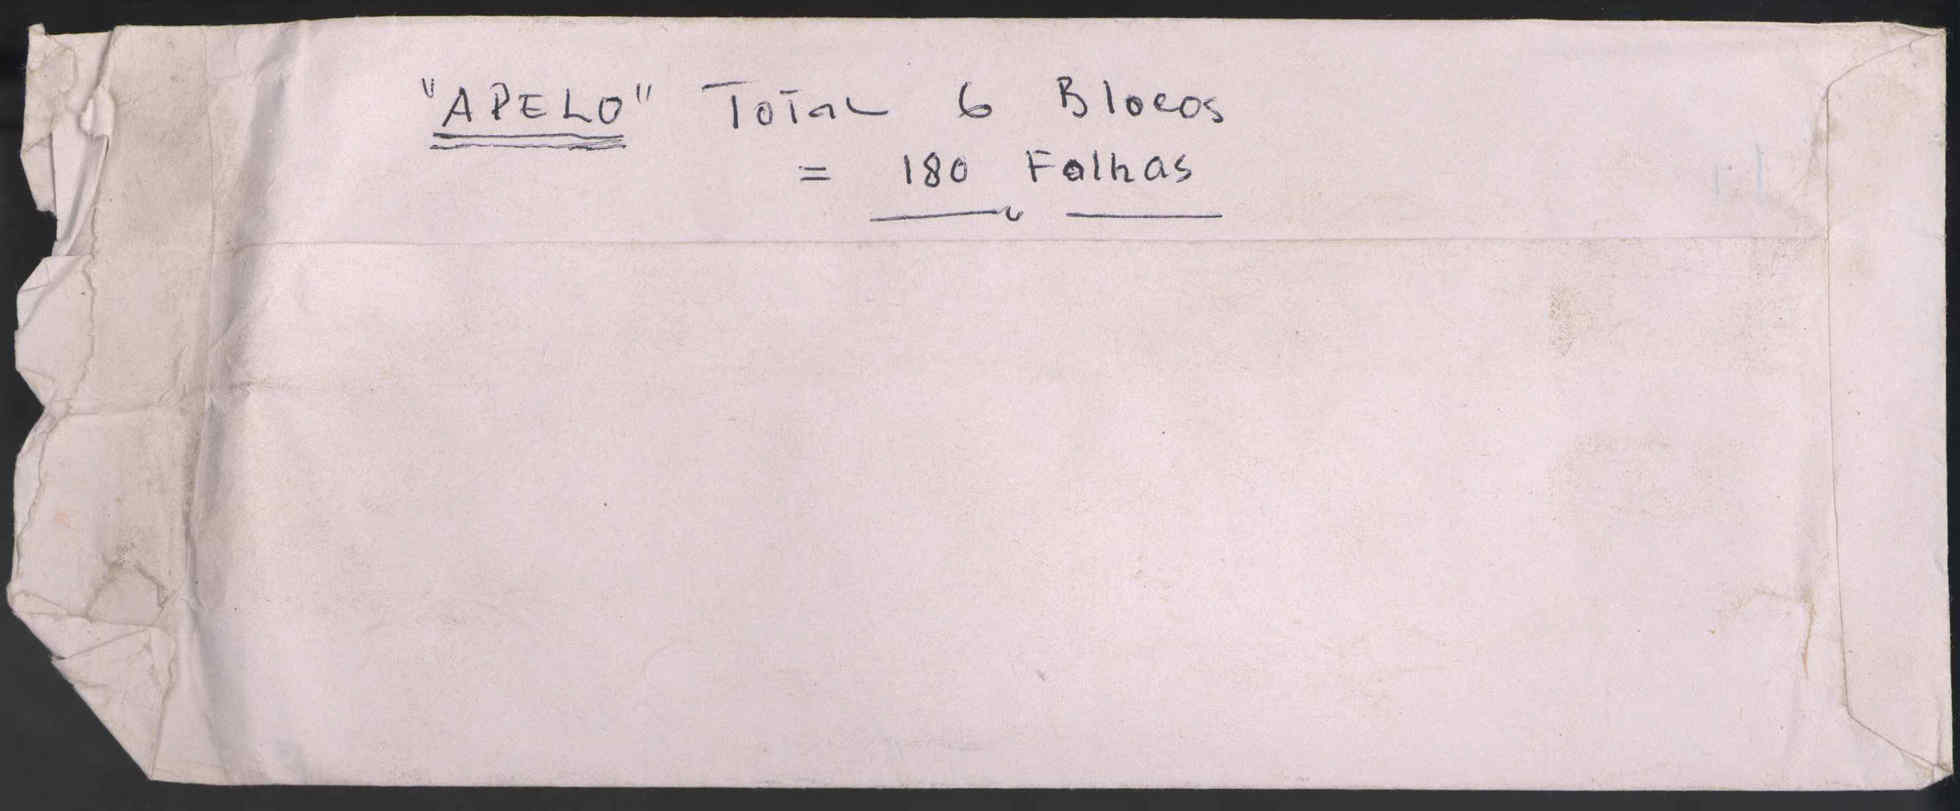 "APELO" Total 6 Blocos
= 180 Folhas